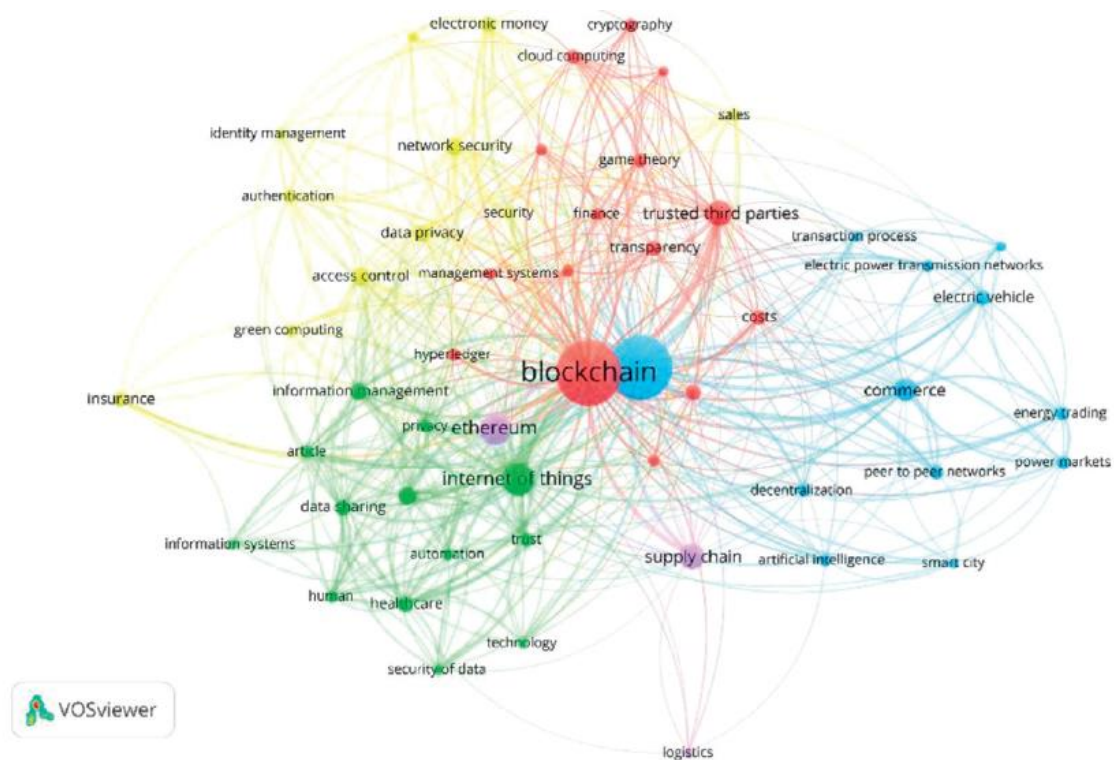 electronic money
cryptography
cloud computing
sales
identity management
network security
game theory
authentication
security
finance
trusted third parties
data privacy
transparency
transaction process
access control
management systems
electric power transmission networks
electric vehicle
green computing
costs
hyperledger
blockchain
insurance
information management
commerce
privacy
ethereum
energy trading
article
internet of things
peer to peer networks
power markets
data sharing
decentralization
information systems
automation
trust
supply chain
artificial intelligence
smart city
human
healthcare
technology
security of data
VOSviewer
logistics